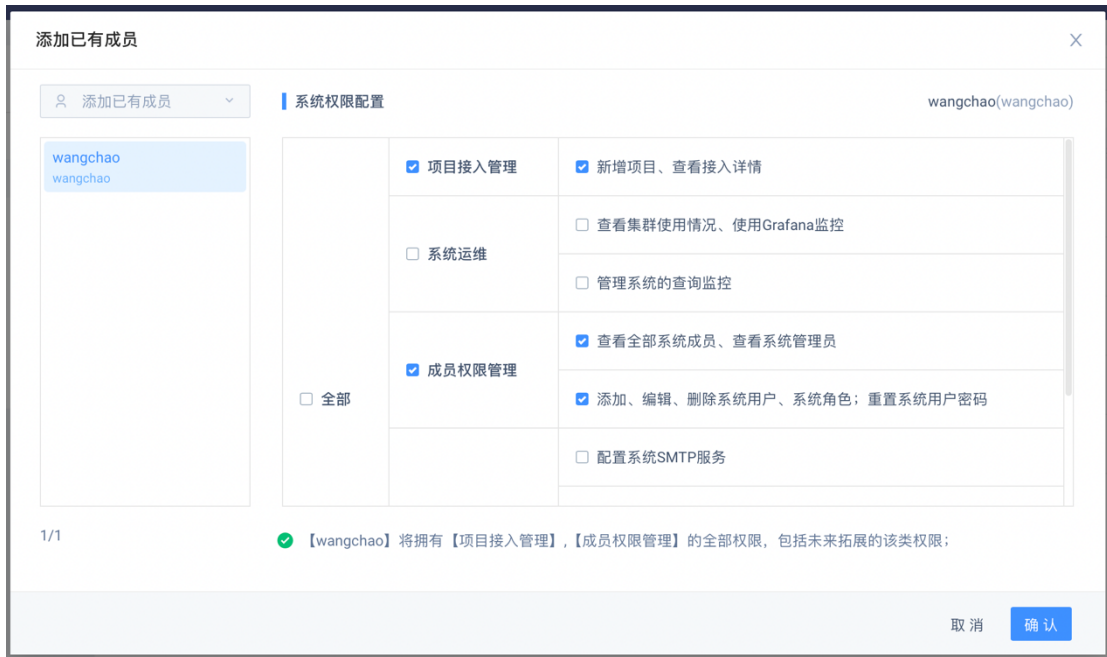 添加已有成员
添加已有成员
系统权限配置
wangchao(wangchao)
wangchao
wangchao
全部
项目接入管理
新增项目、查看接入详情
系统运维
查看集群使用情况、使用Grafana监控
管理系统的查询监控
成员权限管理
查看全部系统成员、查看系统管理员
添加、编辑、删除系统用户、系统角色；重置系统用户密码
配置系统SMTP服务
1/1
【wangchao】将拥有【项目接入管理】,【成员权限管理】的全部权限，包括未来拓展的该类权限；
取 消
确 认